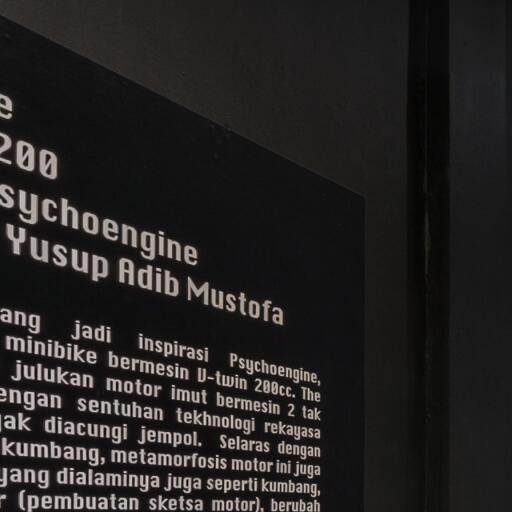 e
200
sychoengine
Yusup Adib Mustofa
ang jadi inspirasi Psychoengine,
minibike bermesin V-twin 200cc. The
julukan motor imut bermesin 2 tak
engan sentuhan tekhnologi rekayasa
ak diacungi jempol. Selaras dengan
kumbang, metamorfosis motor ini juga
yang dialaminya juga seperti kumbang,
r (pembuatan sketsa motor), berubah